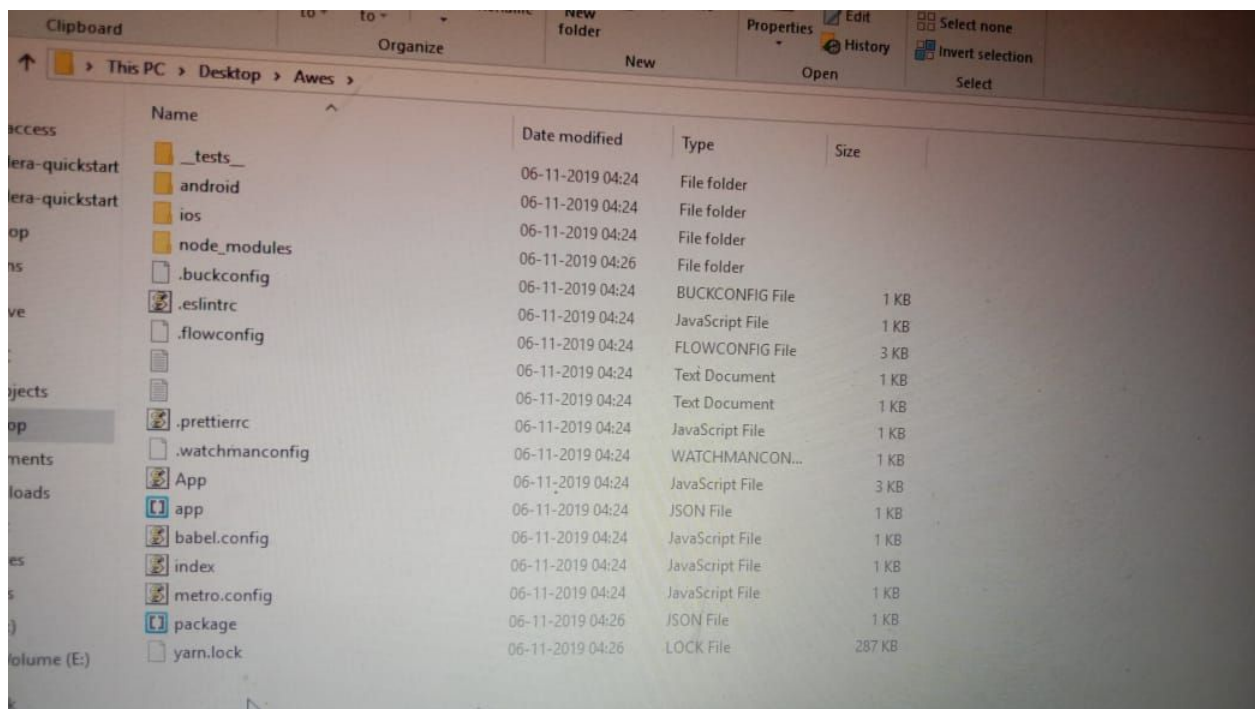 Clipboard
to
to
Organize
New
folder
New
Properties
Edit
History
Open
Select none
Invert selection
Select
This PC > Desktop > Awes >
Name Date modified Type Size
__tests__ 06-11-2019 04:24 File folder
android 06-11-2019 04:24 File folder
ios 06-11-2019 04:24 File folder
node_modules 06-11-2019 04:26 File folder
.buckconfig 06-11-2019 04:24 BUCKCONFIG File 1 KB
.eslintrc 06-11-2019 04:24 JavaScript File 1 KB
.flowconfig 06-11-2019 04:24 FLOWCONFIG File 3 KB
06-11-2019 04:24 Text Document 1 KB
06-11-2019 04:24 Text Document 1 KB
.prettierrc 06-11-2019 04:24 JavaScript File 1 KB
.watchmanconfig 06-11-2019 04:24 WATCHMANCON... 1 KB
App 06-11-2019 04:24 JavaScript File 3 KB
app 06-11-2019 04:24 JSON File 1 KB
babel.config 06-11-2019 04:24 JavaScript File 1 KB
index 06-11-2019 04:24 JavaScript File 1 KB
metro.config 06-11-2019 04:24 JavaScript File 1 KB
package 06-11-2019 04:26 JSON File 1 KB
yarn.lock 06-11-2019 04:26 LOCK File 287 KB
access
lera-quickstart
lera-quickstart
op
ns
ve
jects
op
ments
loads
es
s
:)
olume (E:)